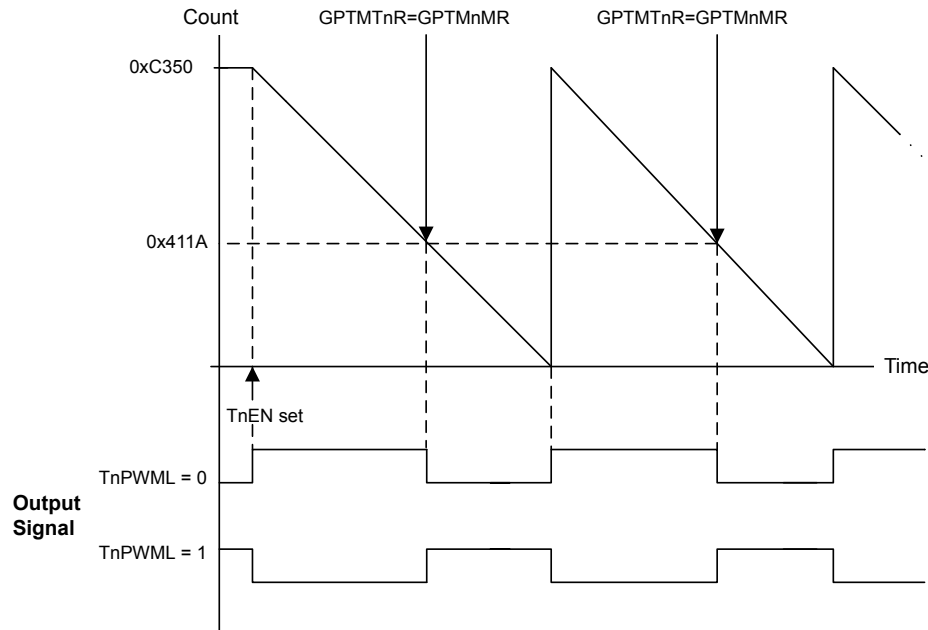 Count
GPTMTnR=GPTMnMR
GPTMTnR=GPTMnMR
0xC350
0x411A
Time
TnEN set
TnPWML = 0
Output
Signal
TnPWML = 1